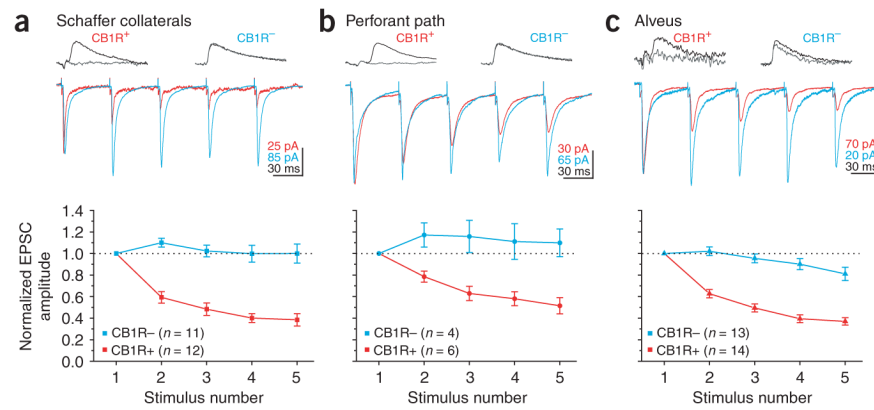 a Schaffer collaterals
CB1R+ CB1R–
25 pA
85 pA
30 ms
b Perforant path
CB1R+ CB1R–
30 pA
65 pA
30 ms
c Alveus
CB1R+ CB1R–
70 pA
20 pA
30 ms
Normalized EPSC
amplitude
1.4
1.2
1.0
0.8
0.6
0.4
0.2
0.0
CB1R– (n = 11)
CB1R+ (n = 12)
1 2 3 4 5
Stimulus number
CB1R– (n = 4)
CB1R+ (n = 6)
1 2 3 4 5
Stimulus number
CB1R– (n = 13)
CB1R+ (n = 14)
1 2 3 4 5
Stimulus number